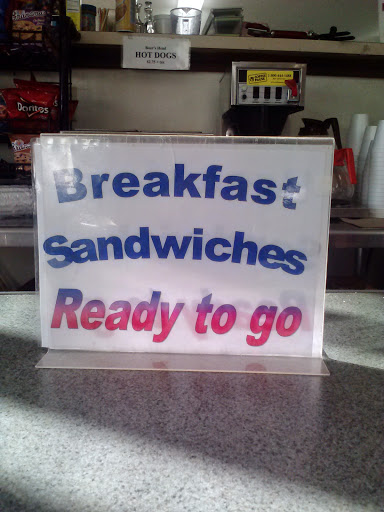 HOT DOGS
Doritos
Breakfast
Sandwiches
Ready to go